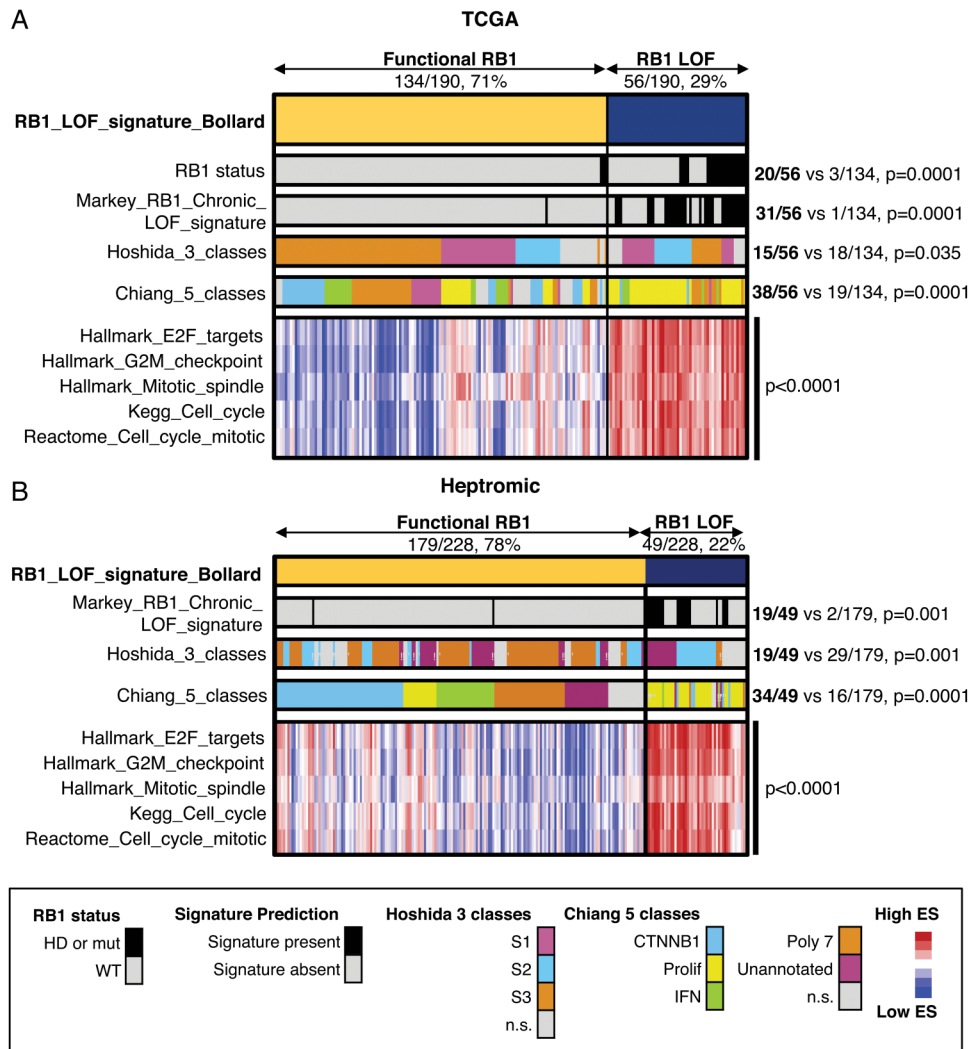 A
TCGA
Functional RB1
RB1 LOF
134/190, 71%
56/190, 29%
RB1_LOF_signature_Bollard
RB1 status
20/56 vs 3/134, p=0.0001
Markey_RB1_Chronic_
LOF_signature
31/56 vs 1/134, p=0.0001
Hoshida_3_classes
15/56 vs 18/134, p=0.035
Chiang_5_classes
38/56 vs 19/134, p=0.0001
Hallmark_E2F_targets
Hallmark_G2M_checkpoint
Hallmark_Mitotic_spindle
Kegg_Cell_cycle
Reactome_Cell_cycle_mitotic
p<0.0001
B
Heptromic
Functional RB1
RB1 LOF
179/228, 78%
49/228, 22%
RB1_LOF_signature_Bollard
Markey_RB1_Chronic_
LOF_signature
19/49 vs 2/179, p=0.001
Hoshida_3_classes
19/49 vs 29/179, p=0.001
Chiang_5_classes
34/49 vs 16/179, p=0.0001
Hallmark_E2F_targets
Hallmark_G2M_checkpoint
Hallmark_Mitotic_spindle
Kegg_Cell_cycle
Reactome_Cell_cycle_mitotic
p<0.0001
RB1 status
HD or mut
WT
Signature Prediction
Signature present
Signature absent
Hoshida 3 classes
S1
S2
S3
n.s.
Chiang 5 classes
CTNNB1
Prolif
IFN
Poly 7
Unannotated
n.s.
High ES
Low ES